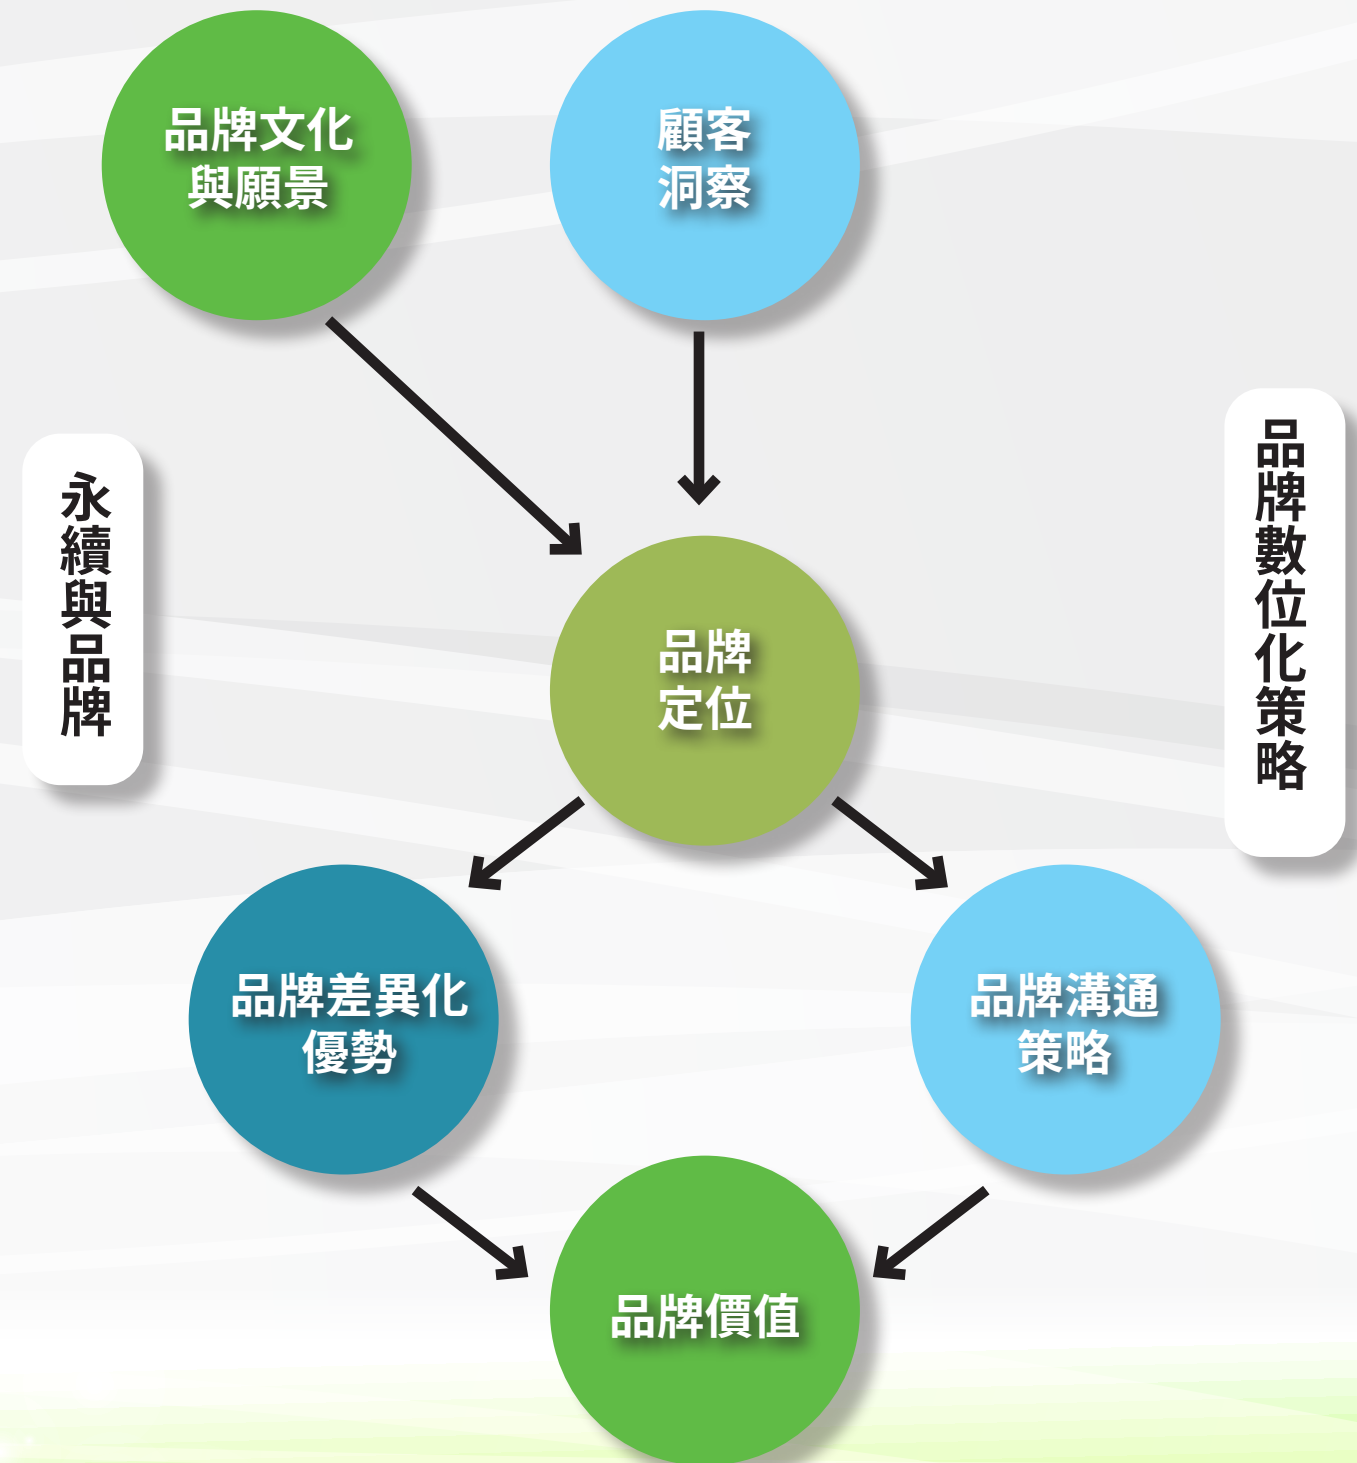 品牌文化
與願景
顧客
洞察
永續與品牌
品牌數位化策略
品牌
定位
品牌差異化
優勢
品牌溝通
策略
品牌價值